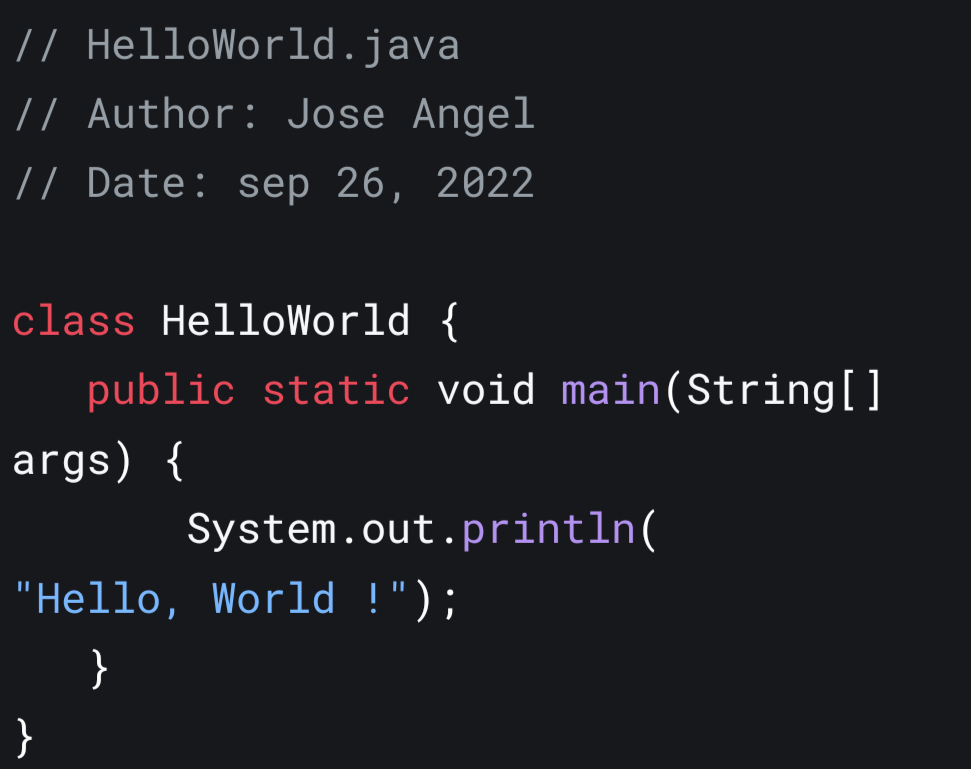 // HelloWorld.java
// Author: Jose Angel
// Date: sep 26, 2022
class HelloWorld {
public static void main(String[]
args) {
System.out.println(
"Hello, World !");
}
}